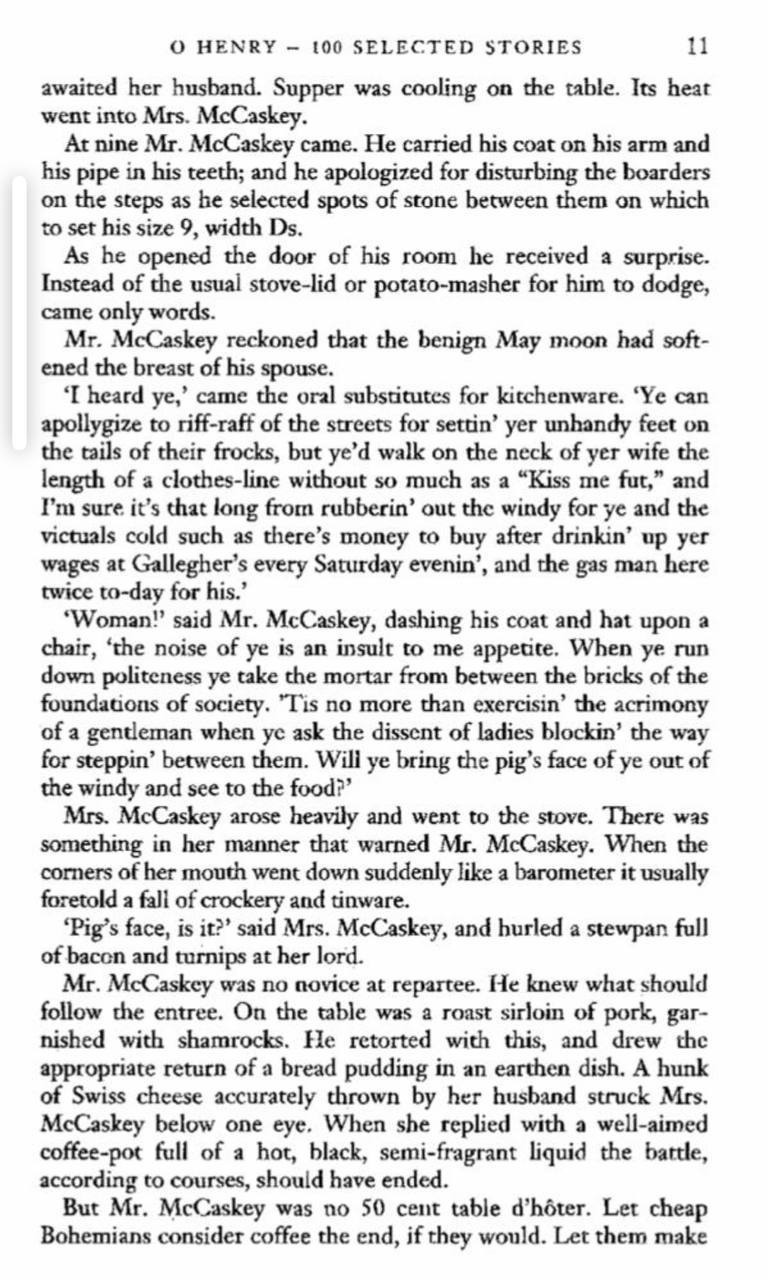 O HENRY – 100 SELECTED STORIES 11
awaited her husband. Supper was cooling on the table. Its heat
went into Mrs. McCaskey.
At nine Mr. McCaskey came. He carried his coat on his arm and
his pipe in his teeth; and he apologized for disturbing the boarders
on the steps as he selected spots of stone between them on which
to set his size 9, width Ds.
As he opened the door of his room he received a surprise.
Instead of the usual stove-lid or potato-masher for him to dodge,
came only words.
Mr. McCaskey reckoned that the benign May moon had soft-
ened the breast of his spouse.
‘I heard ye,’ came the oral substitutes for kitchenware. ‘Ye can
apollygize to riff-raff of the streets for settin’ yer unhandy feet on
the tails of their frocks, but ye’d walk on the neck of yer wife the
length of a clothes-line without so much as a “Kiss me fut,” and
I’m sure it’s that long from rubberin’ out the windy for ye and the
victuals cold such as there’s money to buy after drinkin’ up yer
wages at Gallegher’s every Saturday evenin’, and the gas man here
twice to-day for his.’
‘Woman!’ said Mr. McCaskey, dashing his coat and hat upon a
chair, ‘the noise of ye is an insult to me appetite. When ye run
down politeness ye take the mortar from between the bricks of the
foundations of society. ’Tis no more than exercisin’ the acrimony
of a gentleman when ye ask the dissent of ladies blockin’ the way
for steppin’ between them. Will ye bring the pig’s face of ye out of
the windy and see to the food?’
Mrs. McCaskey arose heavily and went to the stove. There was
something in her manner that warned Mr. McCaskey. When the
corners of her mouth went down suddenly like a barometer it usually
foretold a fall of crockery and tinware.
‘Pig’s face, is it?’ said Mrs. McCaskey, and hurled a stewpan full
of bacon and turnips at her lord.
Mr. McCaskey was no novice at repartee. He knew what should
follow the entree. On the table was a roast sirloin of pork, gar-
nished with shamrocks. He retorted with this, and drew the
appropriate return of a bread pudding in an earthen dish. A hunk
of Swiss cheese accurately thrown by her husband struck Mrs.
McCaskey below one eye. When she replied with a well-aimed
coffee-pot full of a hot, black, semi-fragrant liquid the battle,
according to courses, should have ended.
But Mr. McCaskey was no 50 cent table d’hôter. Let cheap
Bohemians consider coffee the end, if they would. Let them make